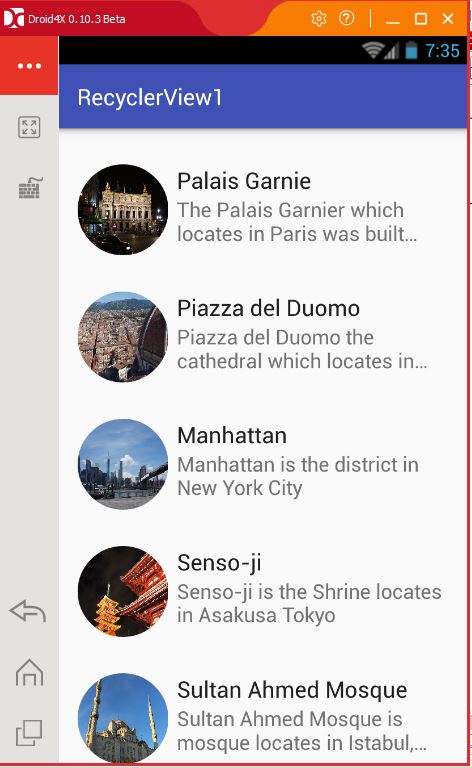 Droid4X 0.10.3 Beta
7:35
RecyclerView1
Palais Garnie
The Palais Garnier which
locates in Paris was built...
Piazza del Duomo
Piazza del Duomo the
cathedral which locates in...
Manhattan
Manhattan is the district in
New York City
Senso-ji
Senso-ji is the Shrine locates
in Asakusa Tokyo
Sultan Ahmed Mosque
Sultan Ahmed Mosque is
mosque locates in Istabul,...